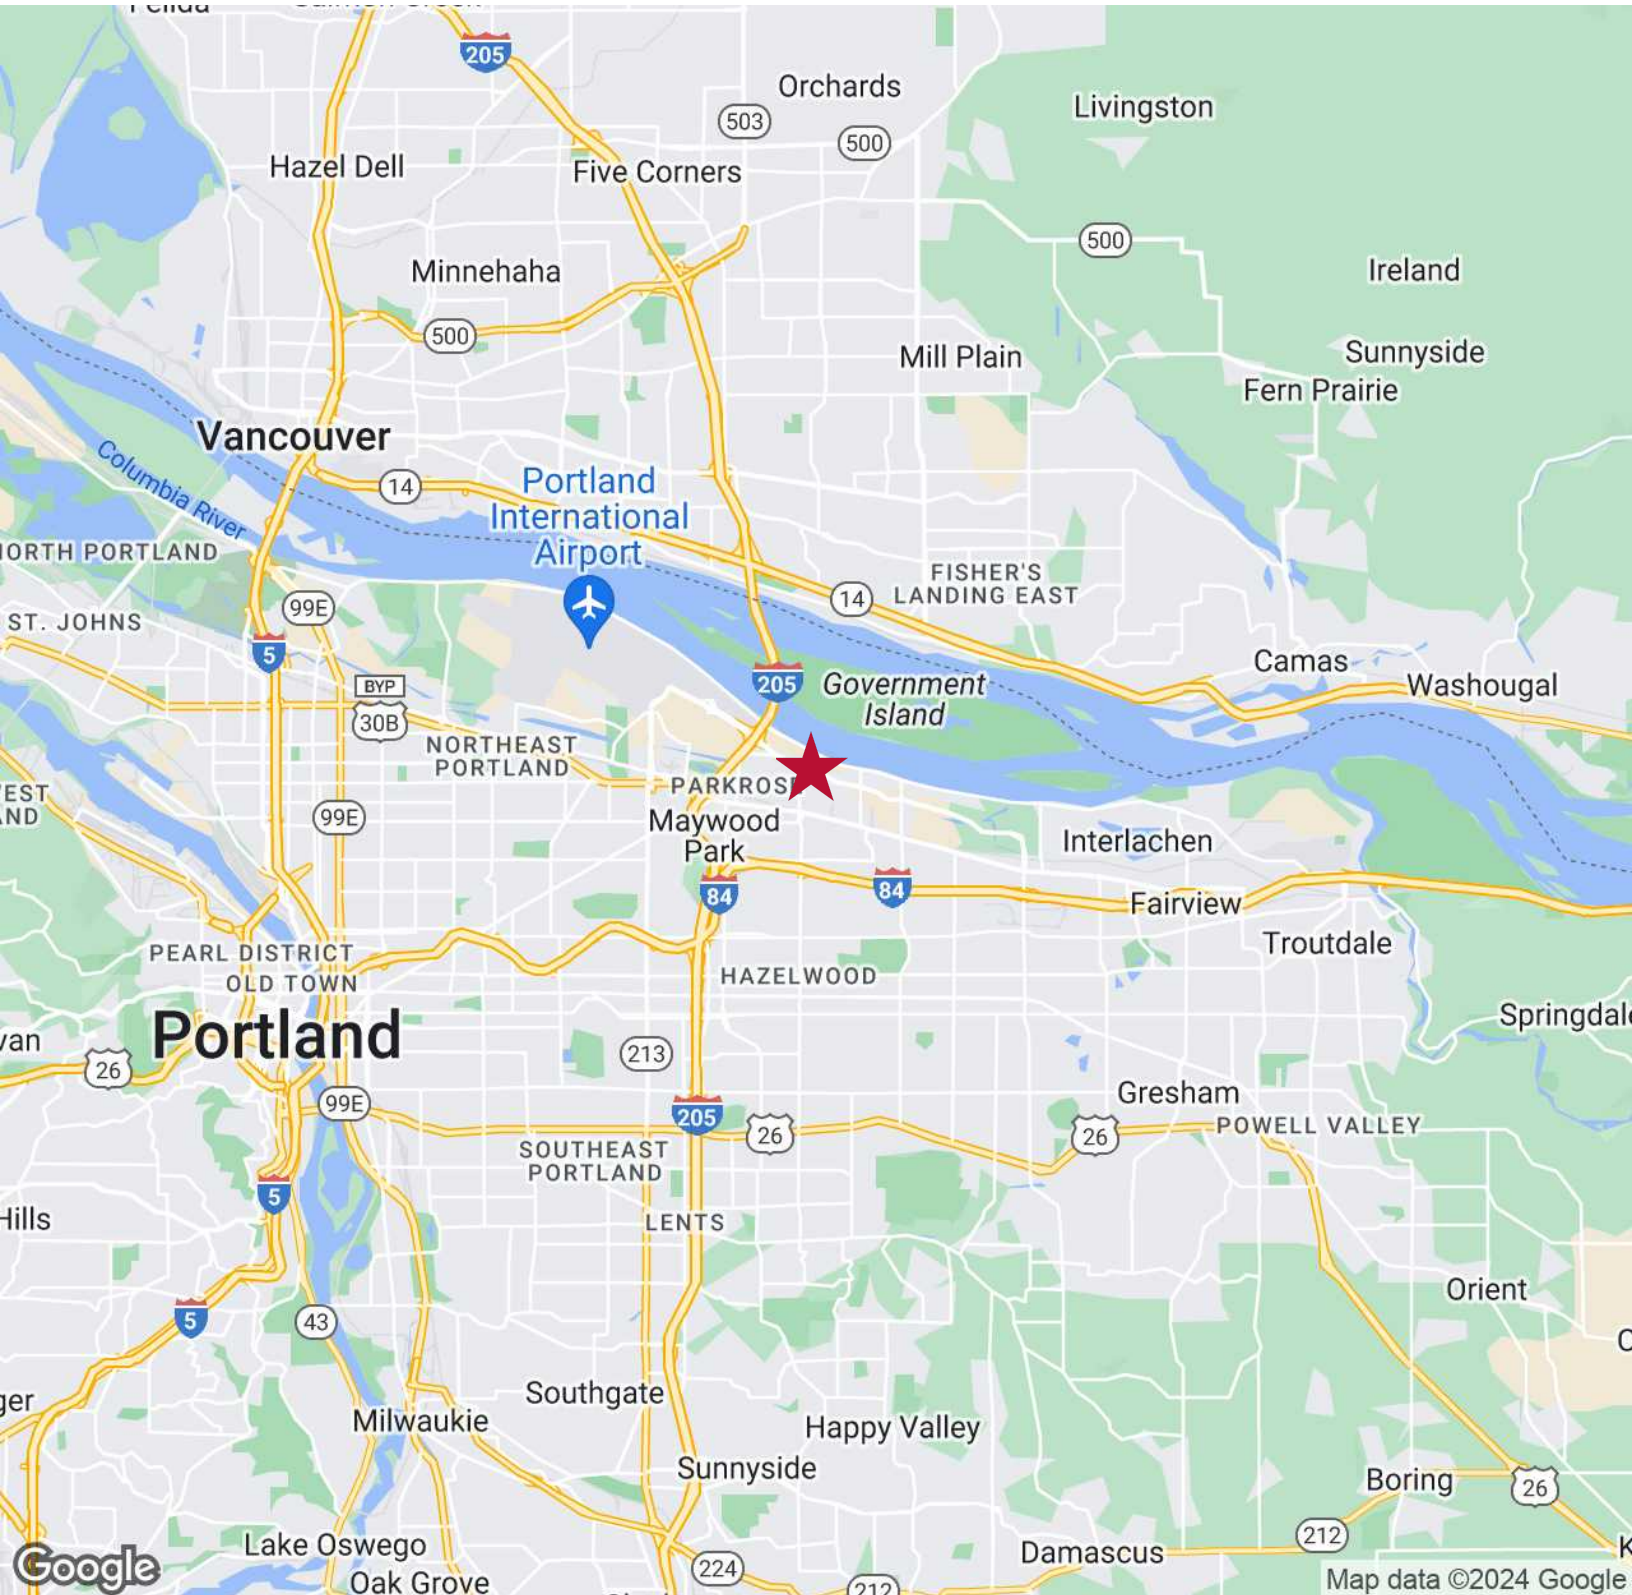 205
Orchards
503
500
Livingston
Hazel Dell
Five Corners
500
Minnehaha
Ireland
500
Mill Plain
Sunnyside
Fern Prairie
Vancouver
Columbia River
14
Portland
International
Airport
NORTH PORTLAND
FISHER'S
LANDING EAST
14
99E
ST. JOHNS
5
Camas
205
Government
Island
Washougal
BYP
30B
NORTHEAST
PORTLAND
PARKROSE
99E
Maywood
Park
Interlachen
84
84
Fairview
Troutdale
PEARL DISTRICT
OLD TOWN
HAZELWOOD
Portland
Springdale
26
213
99E
Gresham
205
26
26
POWELL VALLEY
SOUTHEAST
PORTLAND
5
Hills
LENTS
Orient
5
43
Southgate
Milwaukie
Happy Valley
Sunnyside
Boring
26
212
Lake Oswego
Damascus
Google
224
Oak Grove
212
Map data ©2024 Google